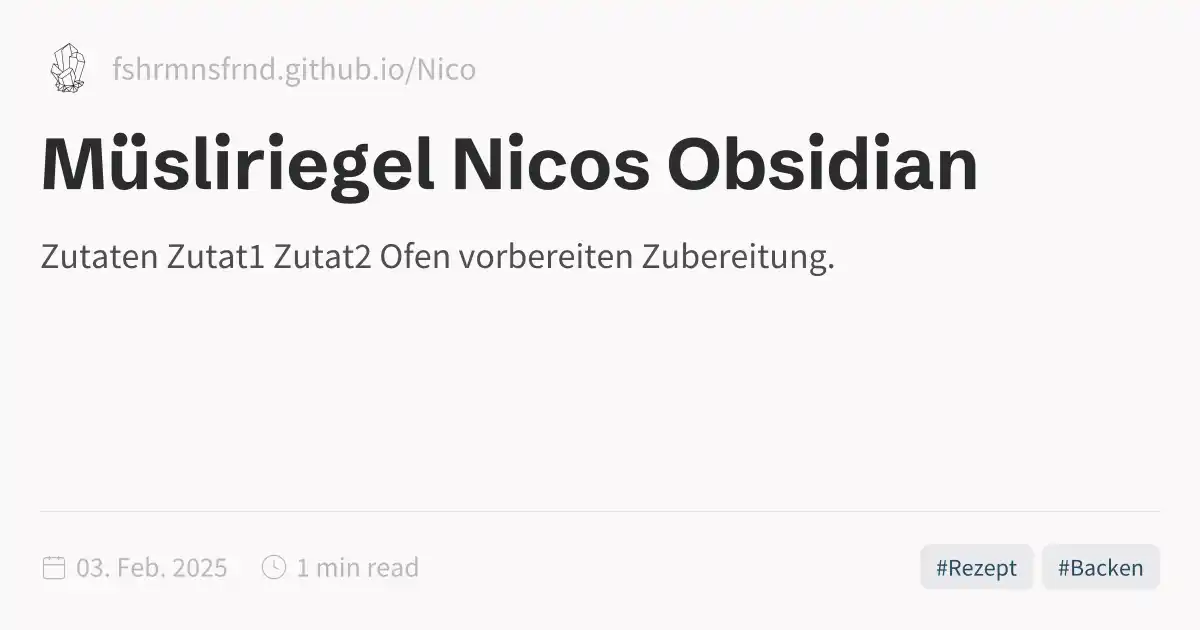 fshrmnsfrnd.github.io/Nico
Müsliriegel Nicos Obsidian
Zutaten Zutat1 Zutat2 Ofen vorbereiten Zubereitung.
03. Feb. 2025 1 min read #Rezept #Backen